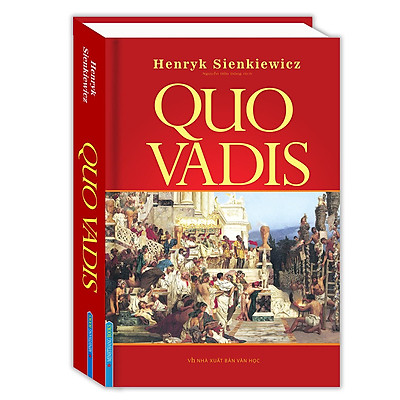 Henryk Sienkiewicz
QUO
VADIS
NHÀ XUẤT BẢN VĂN HỌC
Henryk
Sienkiewicz
QUO VADIS